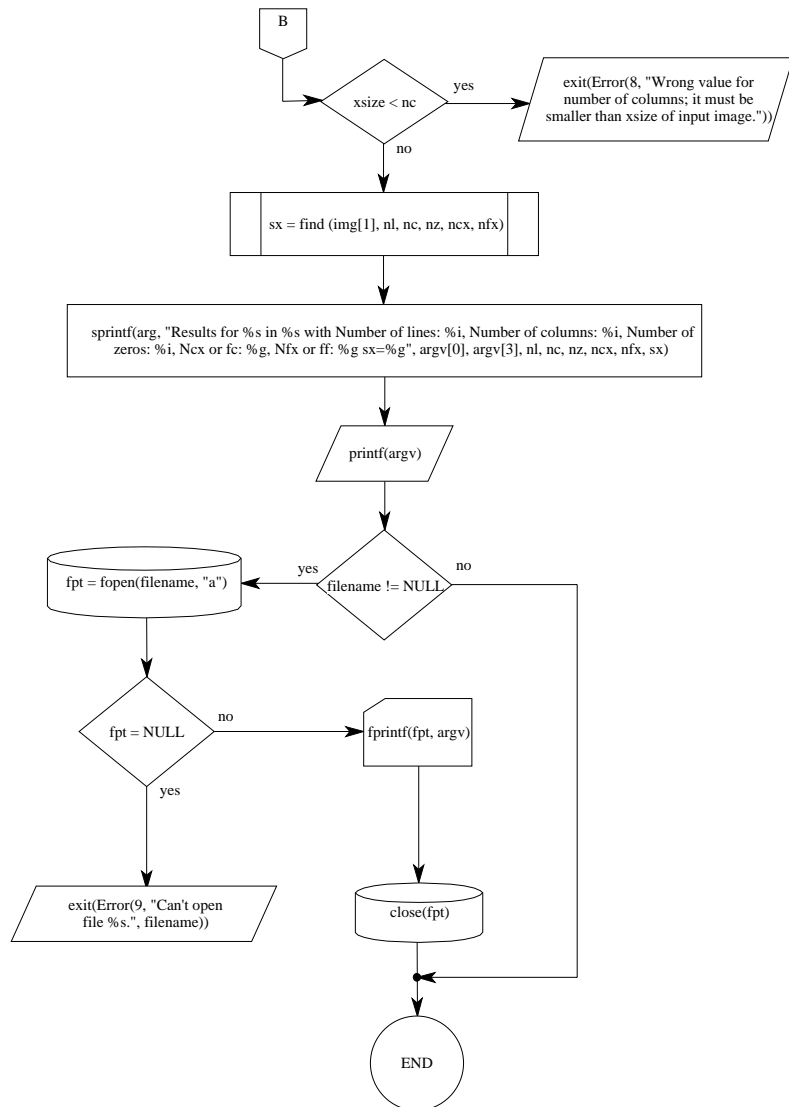 B
xsize < nc
yes
exit(Error(8, "Wrong value for
number of columns; it must be
smaller than xsize of input image."))
no
sx = find (img[1], nl, nc, nz, ncx, nfx)
sprintf(arg, "Results for %s in %s with Number of lines: %i, Number of columns: %i, Number of
zeros: %i, Ncx or fc: %g, Nfx or ff: %g sx=%g", argv[0], argv[3], nl, nc, nz, ncx, nfx, sx)
printf(argv)
filename != NULL
yes
no
fpt = fopen(filename, "a")
fpt = NULL
no
fprintf(fpt, argv)
yes
exit(Error(9, "Can't open
file %s.", filename))
close(fpt)
END